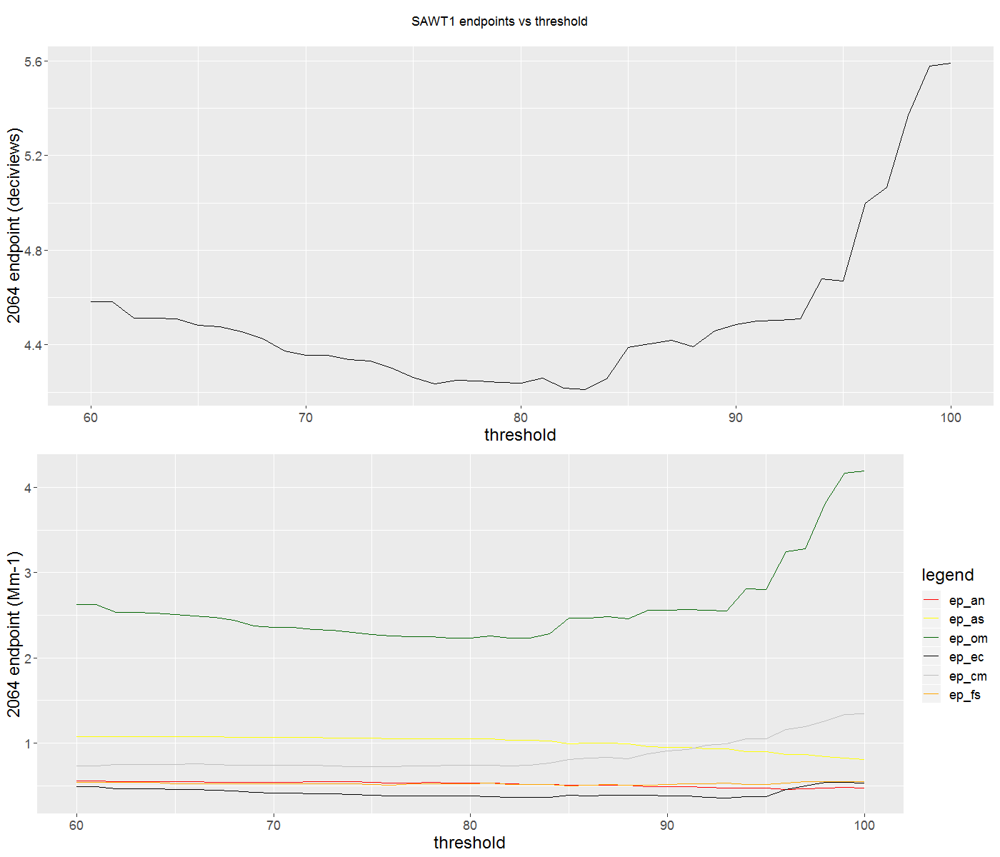 SAWT1 endpoints vs threshold
2064 endpoint (deciviews)
5.6
5.2
4.8
4.4
60 70 80 90 100
threshold
2064 endpoint (Mm-1)
4
3
2
1
60 70 80 90 100
threshold
legend
ep_an
ep_as
ep_om
ep_ec
ep_cm
ep_fs